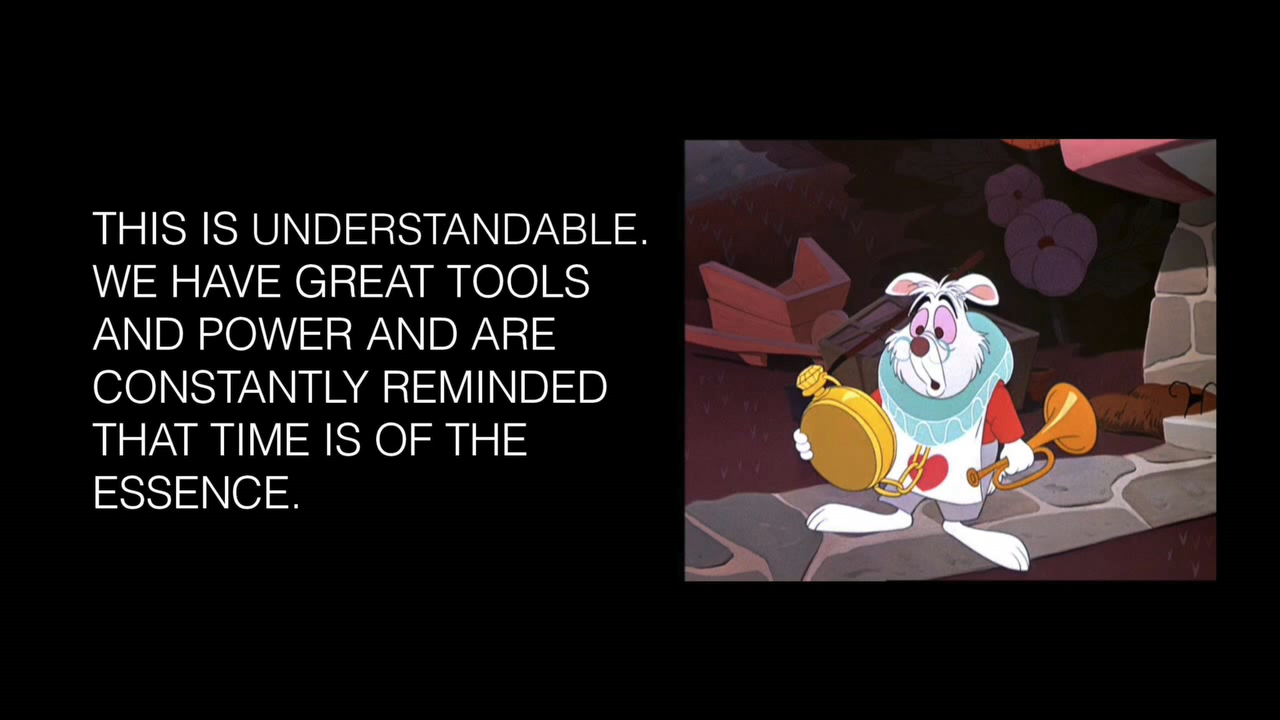 THIS IS UNDERSTANDABLE.
WE HAVE GREAT TOOLS
AND POWER AND ARE
CONSTANTLY REMINDED
THAT TIME IS OF THE
ESSENCE.